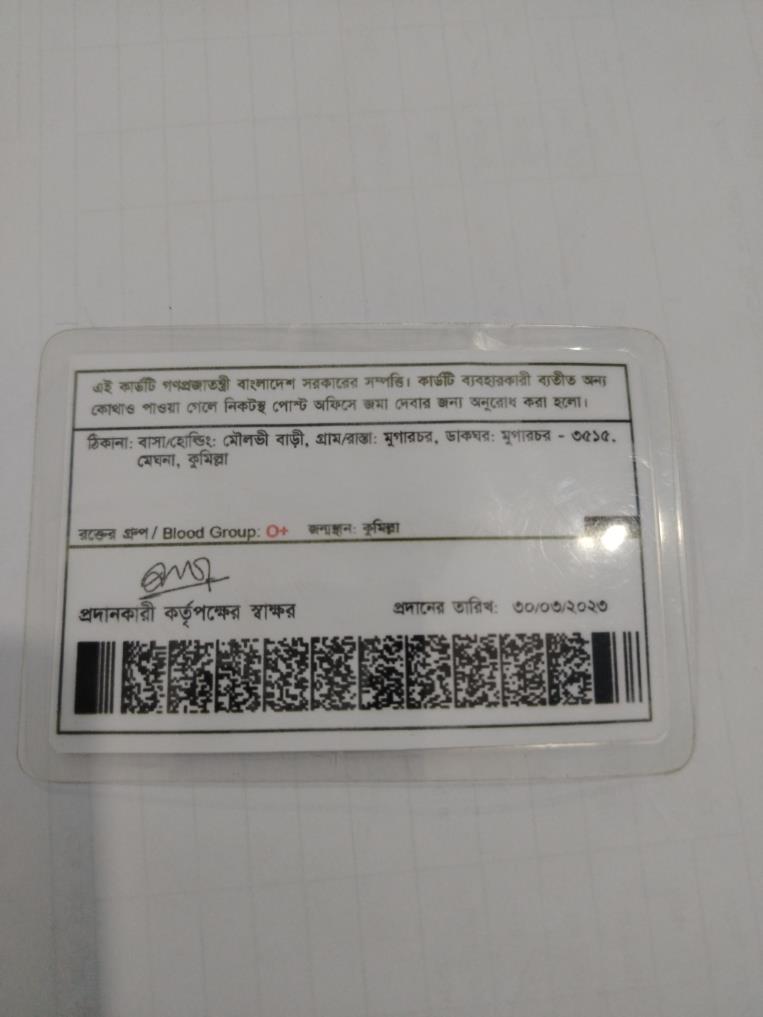 এই কার্ডটি গণপ্রজাতন্ত্রী বাংলাদেশ সরকারের সম্পত্তি। কার্ডটি ব্যবহারকারী ব্যতীত অন্য
কোথাও পাওয়া গেলে নিকটস্থ পোস্ট অফিসে জমা দেবার জন্য অনুরোধ করা হলো।
ঠিকানা: বাসা/হোল্ডিং: মৌলভী বাড়ী, গ্রাম/রাস্তা: মুগারচর, ডাকঘর: মুগারচর - ৩৫১৫,
মেঘনা, কুমিল্লা
রক্তের গ্রুপ / Blood Group: O+ জন্মস্থান: কুমিল্লা
প্রদানকারী কর্তৃপক্ষের স্বাক্ষর প্রদানের তারিখ: ৩০/০৩/২০২৩